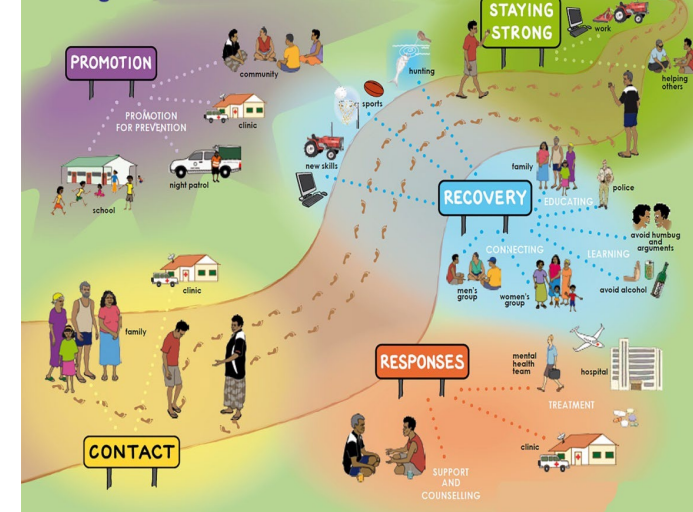 PROMOTION
community
PROMOTION
FOR PREVENTION
clinic
night patrol
school
STAYING
STRONG
work
helping
others
hunting
sports
new skills
RECOVERY
family
EDUCATING
police
avoid humbug
and
arguments
CONNECTING
LEARNING
men's
group
women's
group
avoid alcohol
clinic
family
CONTACT
RESPONSES
mental
health
team
hospital
TREATMENT
clinic
SUPPORT
AND
COUNSELLING